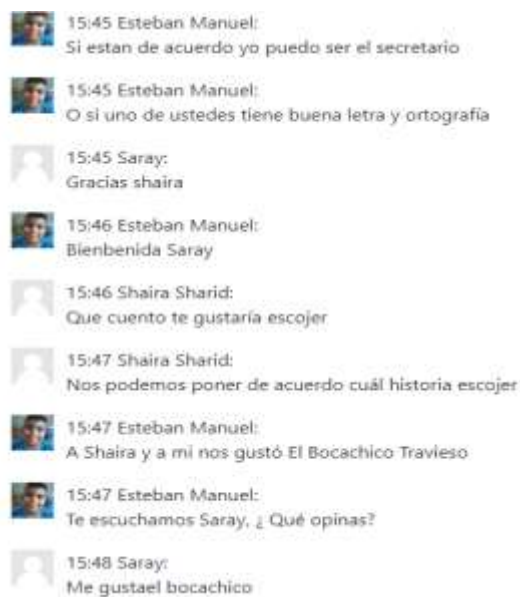 15:45 Esteban Manuel:
Si estan de acuerdo yo puedo ser el secretario
15:45 Esteban Manuel:
O si uno de ustedes tiene buena letra y ortografía
15:45 Saray:
Gracias shaira
15:46 Esteban Manuel:
Bienbenida Saray
15:46 Shaira Sharid:
Que cuento te gustaría escojer
15:47 Shaira Sharid:
Nos podemos poner de acuerdo cuál historia escojer
15:47 Esteban Manuel:
A Shaira y a mi nos gustó El Bocachico Travieso
15:47 Esteban Manuel:
Te escuchamos Saray, ¿ Qué opinas?
15:48 Saray:
Me gustael bocachico